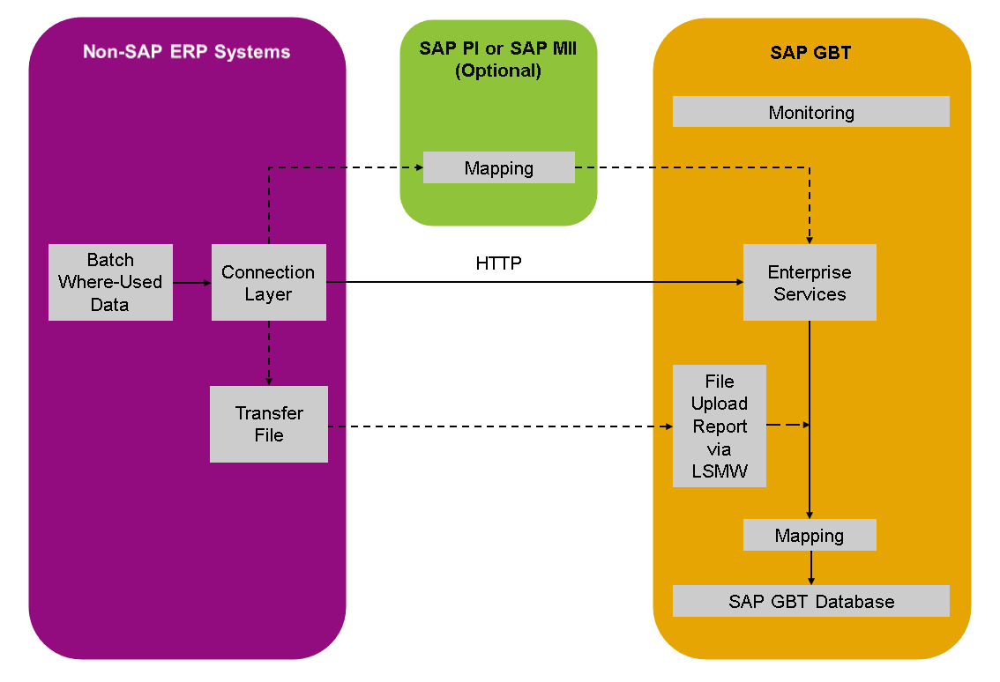 Non-SAP ERP Systems
SAP PI or SAP MII
(Optional)
SAP GBT
Monitoring
Mapping
Batch
Where-Used
Data
Connection
Layer
HTTP
Enterprise
Services
Transfer
File
File
Upload
Report
via
LSMW
Mapping
SAP GBT Database